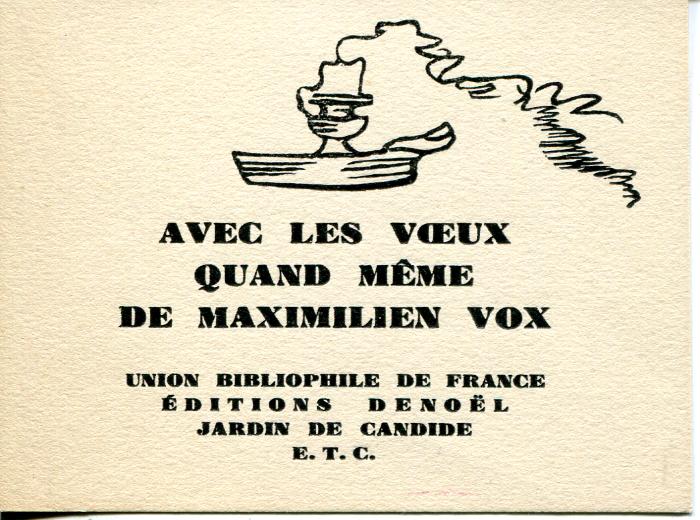 AVEC LES VŒUX
QUAND MÊME
DE MAXIMILIEN VOX
UNION BIBLIOPHILE DE FRANCE
ÉDITIONS DENOËL
JARDIN DE CANDIDE
E. T. C.